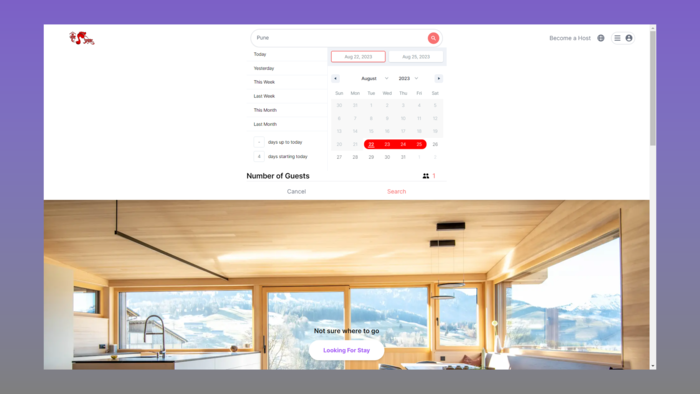 Pune
Become a Host
Today
Yesterday
This Week
Last Week
This Month
Last Month
days up to today
days starting today
Aug 22, 2023 Aug 25, 2023
August 2023
Sun Mon Tue Wed Thu Fri Sat
30 31 1 2 3 4 5
6 7 8 9 10 11 12
13 14 15 16 17 18 19
20 21 22 23 24 25 26
27 28 29 30 31 1 2
Number of Guests 1
Cancel Search
Not sure where to go
Looking For Stay